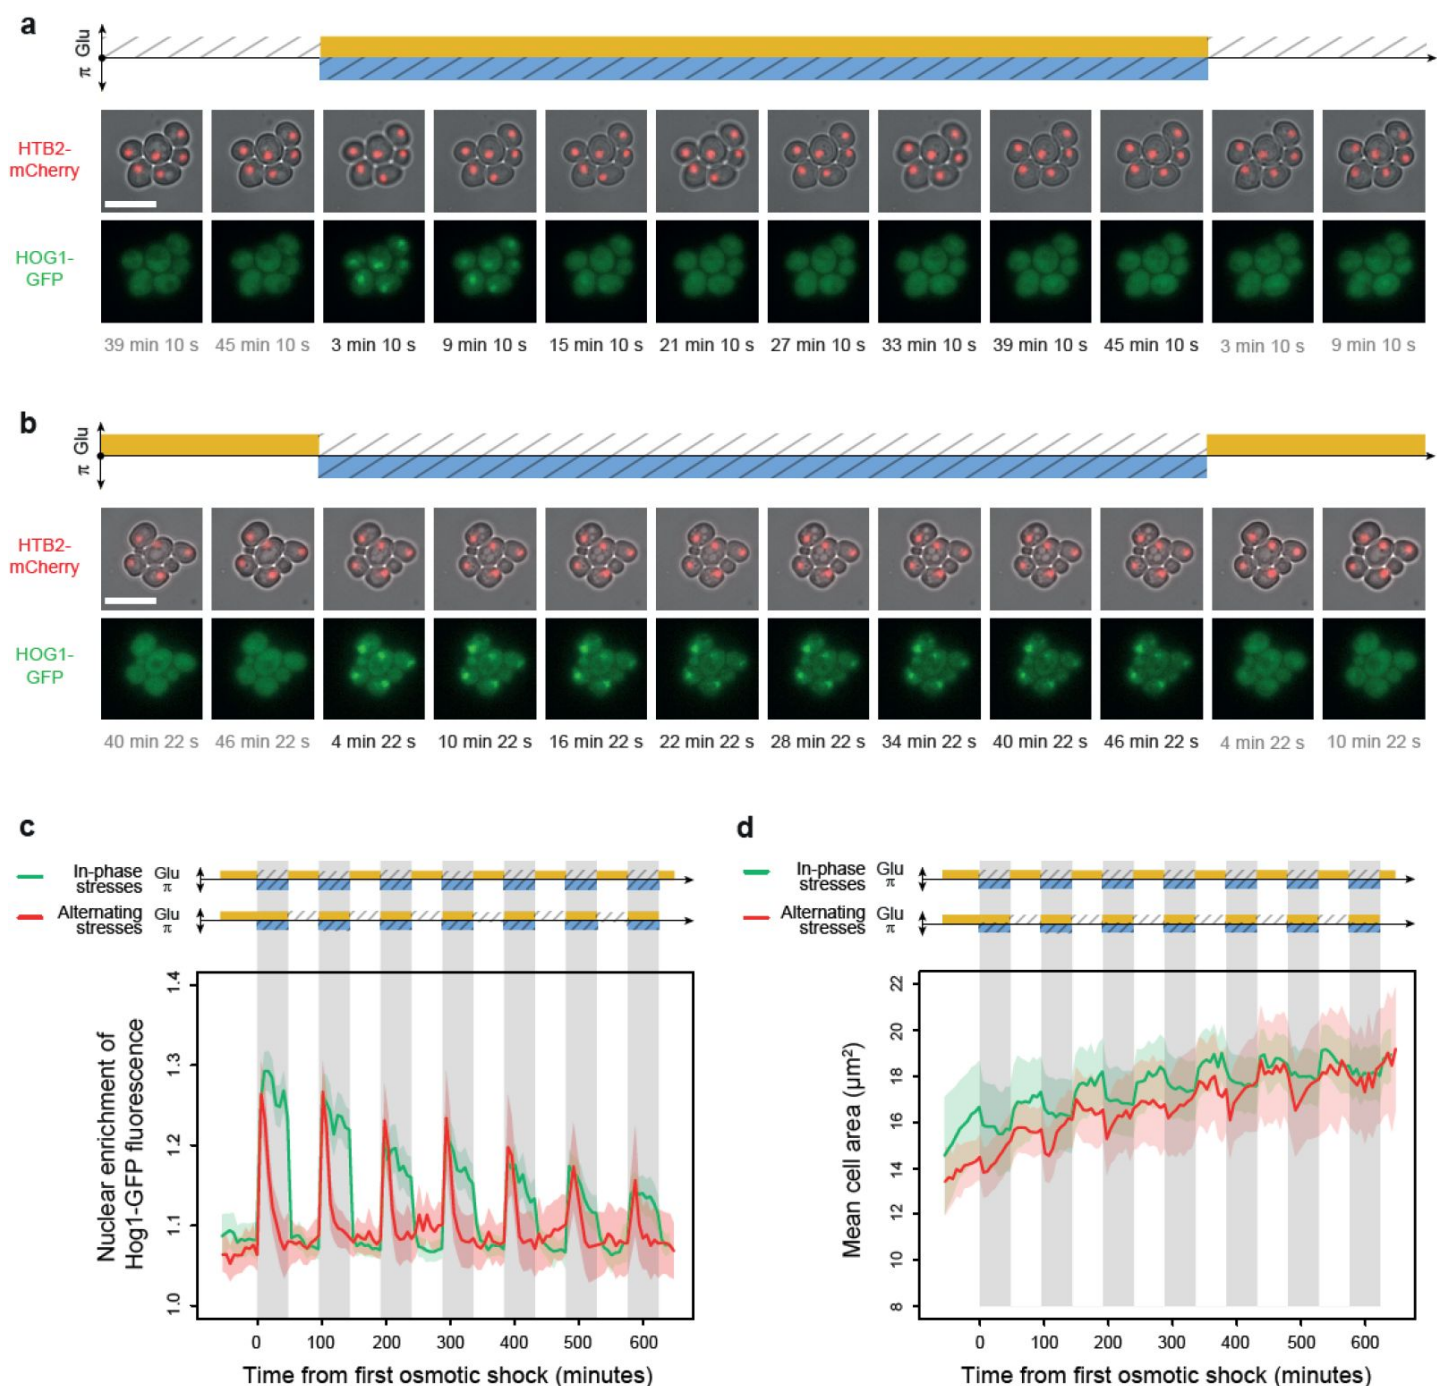 a
Glu
π
HTB2-
mCherry
HOG1-
GFP
39 min 10 s 45 min 10 s 3 min 10 s 9 min 10 s 15 min 10 s 21 min 10 s 27 min 10 s 33 min 10 s 39 min 10 s 45 min 10 s 3 min 10 s 9 min 10 s
b
Glu
π
HTB2-
mCherry
HOG1-
GFP
40 min 22 s 46 min 22 s 4 min 22 s 10 min 22 s 16 min 22 s 22 min 22 s 28 min 22 s 34 min 22 s 40 min 22 s 46 min 22 s 4 min 22 s 10 min 22 s
c
In-phase
stresses
Glu
π
Alternating
stresses
Glu
π
Nuclear enrichment of
Hog1-GFP fluorescence
1.4
1.3
1.2
1.1
1.0
0 100 200 300 400 500 600
Time from first osmotic shock (minutes)
d
In-phase
stresses
Glu
π
Alternating
stresses
Glu
π
Mean cell area (μm²)
22
20
18
16
14
12
10
8
0 100 200 300 400 500 600
Time from first osmotic shock (minutes)